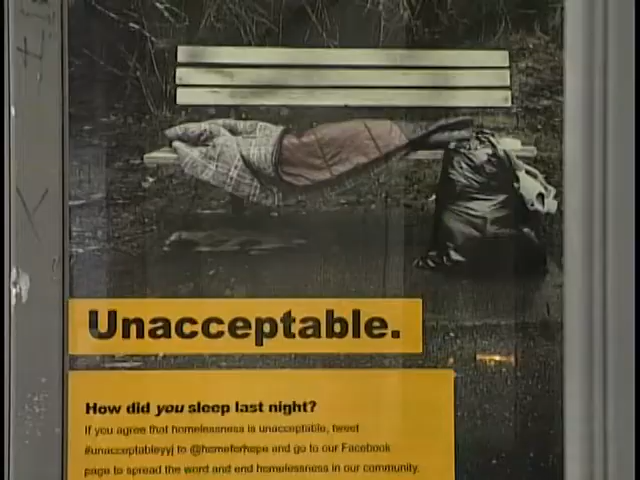 Unacceptable.
How did you sleep last night?
If you agree that homelessness is unacceptable, tweet
#unacceptableyyj to @homeforhope and go to our Facebook
page to spread the word and end homelessness in our community.